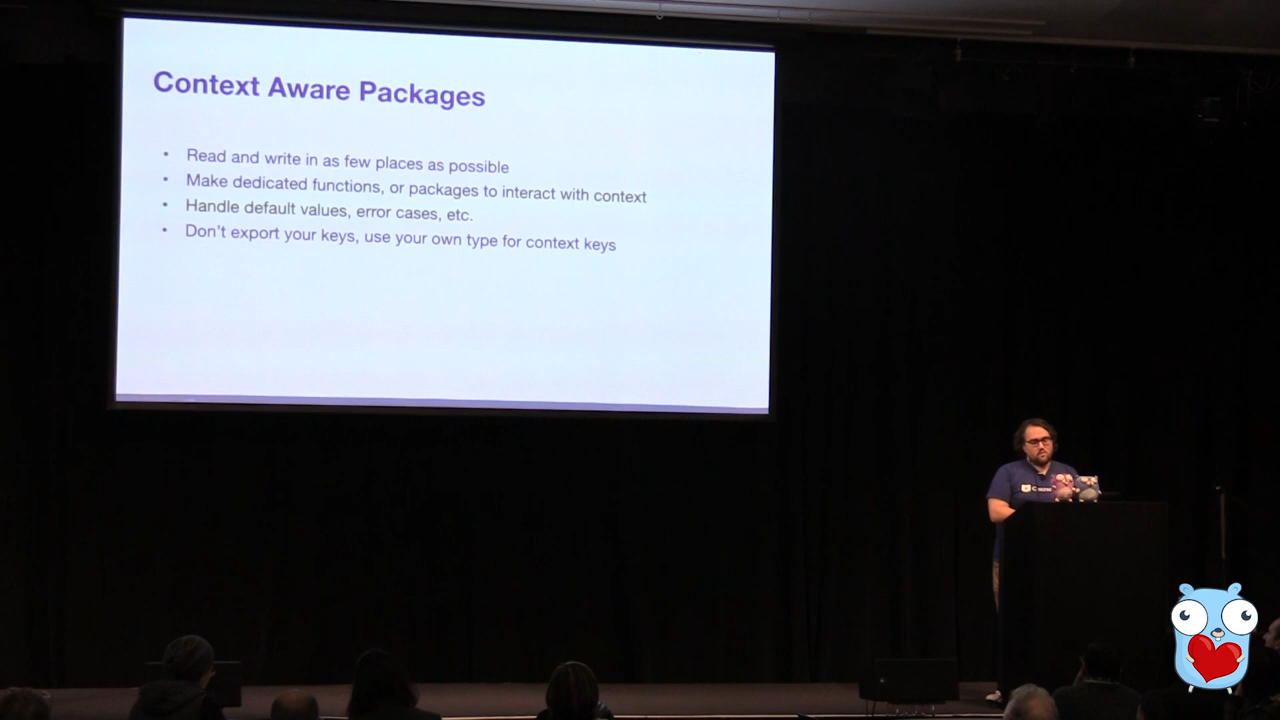 Context Aware Packages
• Read and write in as few places as possible
• Make dedicated functions, or packages to interact with context
• Handle default values, error cases, etc.
• Don't export your keys, use your own type for context keys